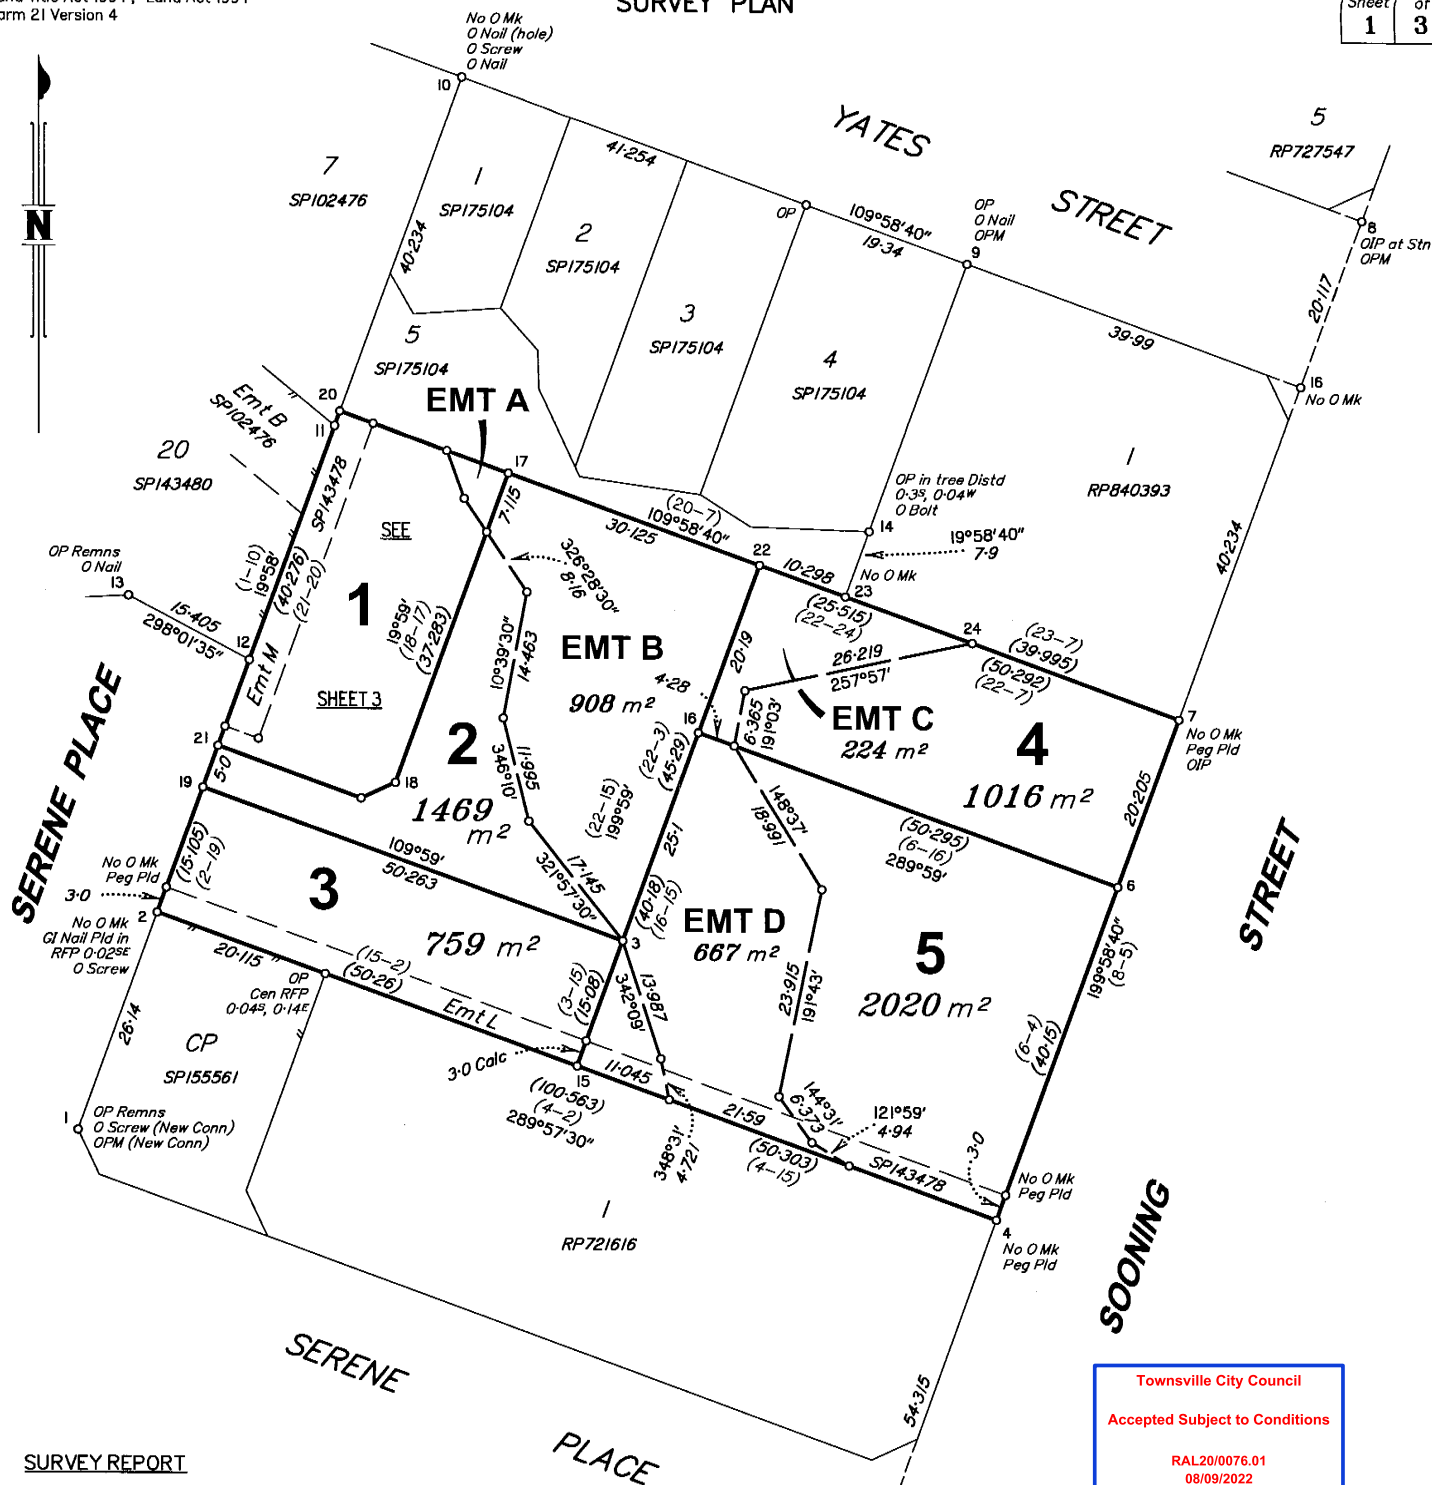 SURVEY PLAN
arm 21 Version 4
Sheet of
1 3
N
No O Mk
O Nail (hole)
O Screw
O Nail
10
YATES
STREET
5
RP727547
8
OIP at Stn
OPM
20·117
7
SP102476
1
SP175104
2
SP175104
3
SP175104
4
SP175104
5
SP175104
41·254
OP
109°58'40"
19·34
OP
O Nail
OPM
9
39·99
16
No O Mk
40·234
40·234
1
RP840393
20
11
Emt B
SP102476
20
SP143480
SP143478
EMT A
17
7·115
SEE
1
SHEET 3
OP Remns
O Nail
13
15·405
298°01'35"
12
(1-10)
19°58'
(40·276)
(21-20)
Emt M
19°59'
(18-17)
(37·283)
18
21
5·0
19
(20-7)
109°58'40"
30·125
22
10·298
OP in tree Distd
0·3S, 0·04W
O Bolt
14
19°58'40"
7·9
No O Mk
23
(25·515)
(22-24)
24
(23-7)
(39·995)
(50·292)
(22-7)
326°28'30"
8·16
10°39'30"
14·463
EMT B
908 m²
20·19
4·28
16
26·219
257°57'
6·365
191°03'
EMT C
224 m²
4
1016 m²
7
No O Mk
Peg Pld
OIP
20·205
2
1469
m²
11·995
346°10'
(22-3)
(45·29)
(22-15)
199°59'
25·1
17·145
321°57'30"
148°37'
18·991
(50·295)
(6-16)
289°59'
6
SERENE PLACE
(15·105)
(2-19)
No O Mk
Peg Pld
3·0
2
No O Mk
GI Nail Pld in
RFP 0·02SE
O Screw
109°59'
50·263
3
759 m²
3
(40·18)
(16-15)
EMT D
667 m²
5
2020 m²
199°58'40"
(8-5)
(6-4)
(40·15)
STREET
20·115
(15-2)
(50·26)
OP
Cen RFP
0·04S, 0·14E
Emt L
(3-15)
(15·08)
13·987
342°09'
23·915
191°43'
26·14
CP
SP155561
3·0 Calc
15
(100·563)
(4-2)
289°57'30"
11·045
348°31'
4·721
21·59
144°31'
6·373
121°59'
4·94
(50·303)
(4-15)
SP143478
3·0
No O Mk
Peg Pld
4
No O Mk
Peg Pld
1
OP Remns
O Screw (New Conn)
OPM (New Conn)
1
RP721616
SOONING
SERENE
PLACE
54·315
SURVEY REPORT
Townsville City Council
Accepted Subject to Conditions
RAL20/0076.01
08/09/2022